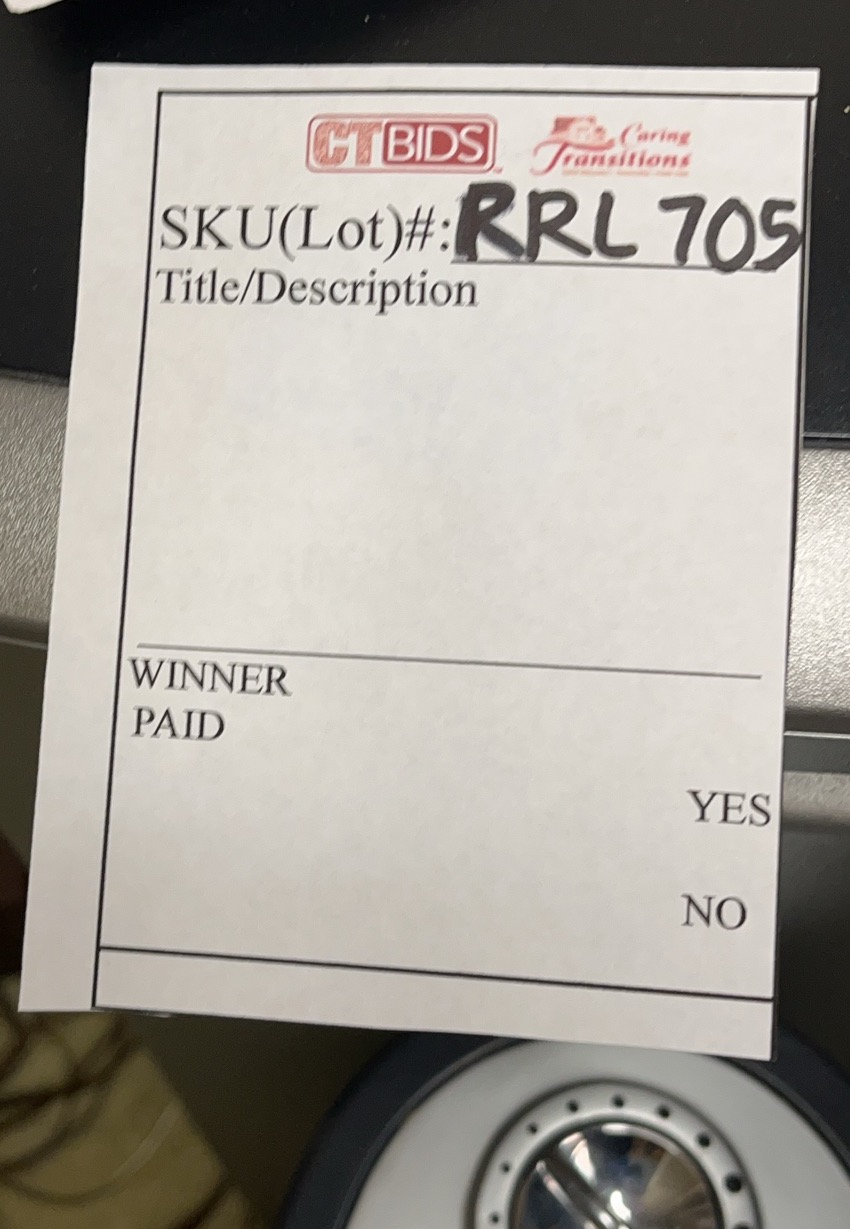 CTBIDS
Caring
Transitions
SKU(Lot)#: RRL 705
Title/Description
WINNER
PAID
YES
NO